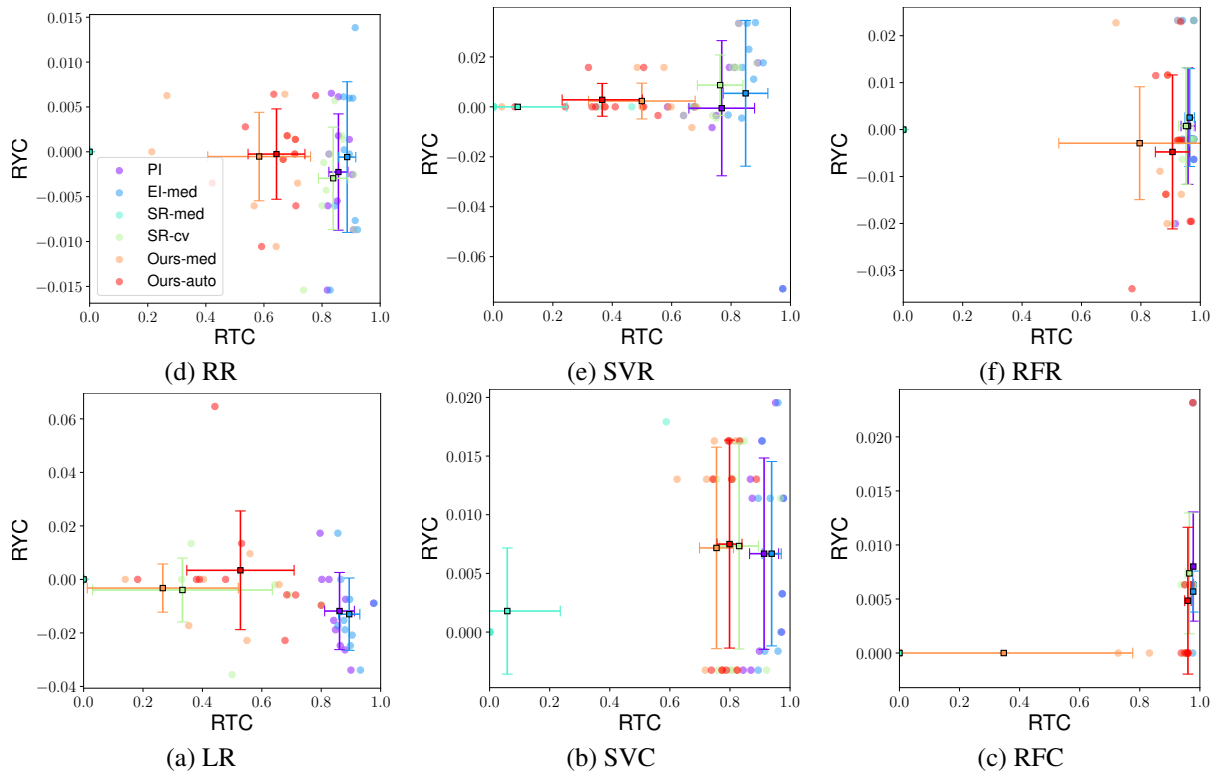 0.015
0.010
0.005
0.000
−0.005
−0.010
−0.015
RYC
PI
EI-med
SR-med
SR-cv
Ours-med
Ours-auto
0.0 0.2 0.4 0.6 0.8 1.0
RTC
(d) RR
0.02
0.00
−0.02
−0.04
−0.06
RYC
0.0 0.2 0.4 0.6 0.8 1.0
RTC
(e) SVR
0.02
0.01
0.00
−0.01
−0.02
−0.03
RYC
0.0 0.2 0.4 0.6 0.8 1.0
RTC
(f) RFR
0.06
0.04
0.02
0.00
−0.02
−0.04
RYC
0.0 0.2 0.4 0.6 0.8 1.0
RTC
(a) LR
0.020
0.015
0.010
0.005
0.000
RYC
0.0 0.2 0.4 0.6 0.8 1.0
RTC
(b) SVC
0.020
0.015
0.010
0.005
0.000
RYC
0.0 0.2 0.4 0.6 0.8 1.0
RTC
(c) RFC